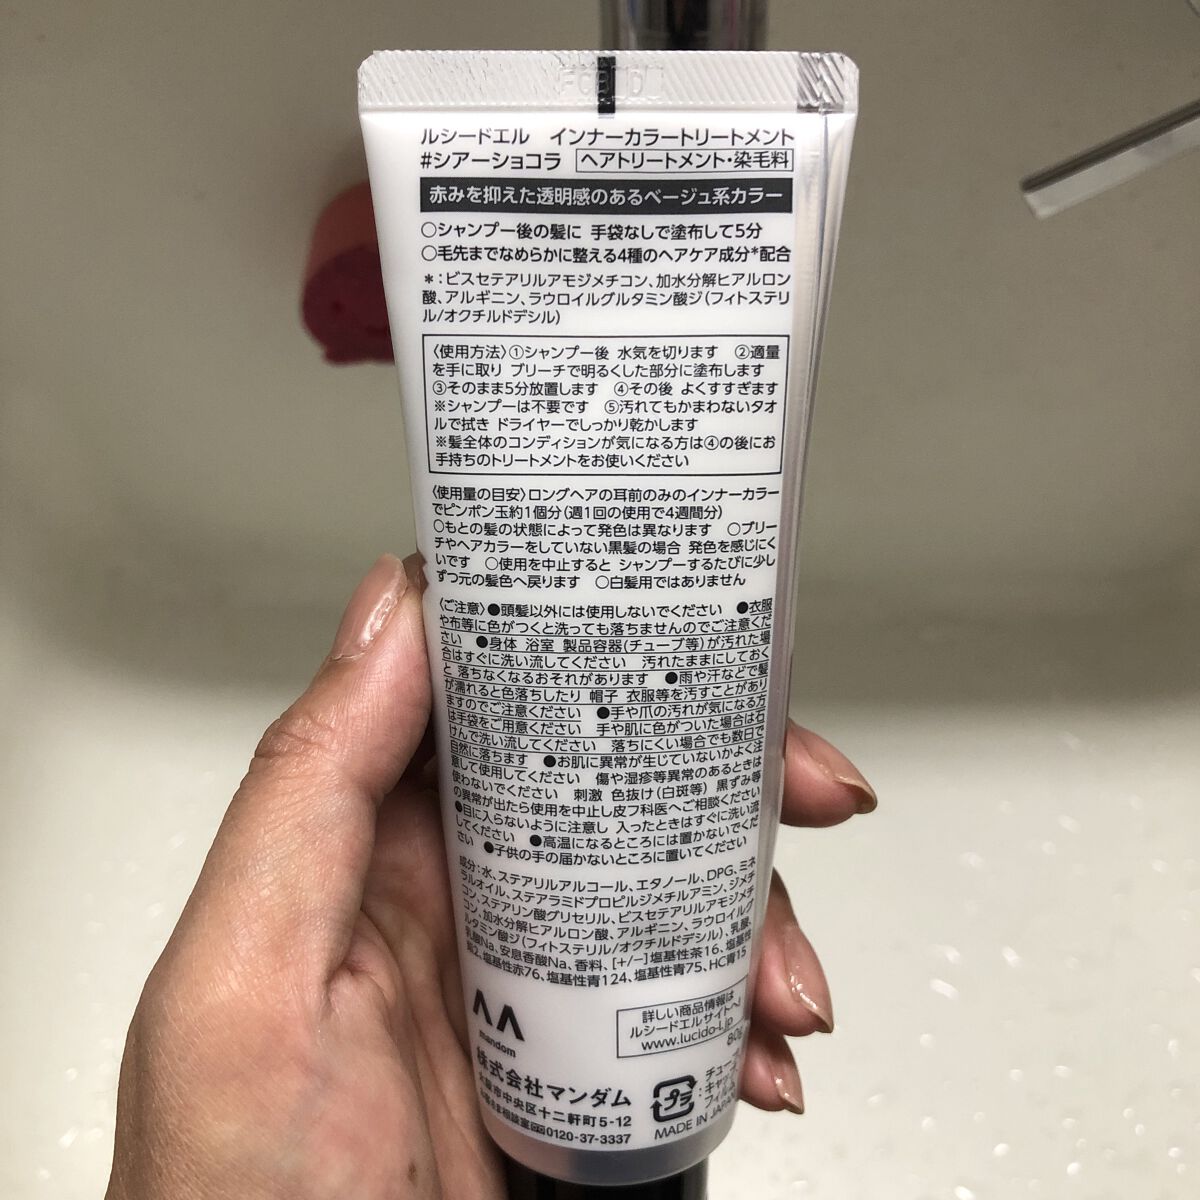 ルシードエル インナーカラートリートメント
#シアーショコラ ヘアトリートメント・染毛料
赤みを抑えた透明感のあるベージュ系カラー
○シャンプー後の髪に 手袋なしで塗布して5分
○毛先までなめらかに整える4種のヘアケア成分*配合
*:ビスセテアリルアモジメチコン、加水分解ヒアルロン
酸、アルギニン、ラウロイルグルタミン酸ジ(フィトステリ
ル/オクチルドデシル)
〈使用方法〉①シャンプー後 水気を切ります ②適量
を手に取り ブリーチで明るくした部分に塗布します
③そのまま5分放置します ④その後 よくすすぎます
※シャンプーは不要です ⑤汚れてもかまわないタオ
ルで拭き ドライヤーでしっかり乾かします
※髪全体のコンディションが気になる方は④の後にお
手持ちのトリートメントをお使いください
〈使用量の目安〉ロングヘアの耳前のみのインナーカラー
でピンポン玉約1個分(週1回の使用で4週間分)
○もとの髪の状態によって発色は異なります ○ブリー
チやヘアカラーをしていない黒髪の場合 発色を感じにく
いです ○使用を中止すると シャンプーするたびに少し
ずつ元の髪色へ戻ります ○白髪用ではありません
〈ご注意〉●頭髪以外には使用しないでください ●衣服
や布等に色がつくと洗っても落ちませんのでご注意くだ
さい ●身体 浴室 製品容器(チューブ等)が汚れた場
合はすぐに洗い流してください 汚れたままにしておく
と 落ちなくなるおそれがあります ●雨や汗などで髪
が濡れると色落ちしたり 帽子 衣服等を汚すことがあり
ますのでご注意ください ●手や爪の汚れが気になる方
は手袋をご用意ください 手や肌に色がついた場合は石
けんで洗い流してください 落ちにくい場合でも数日で
自然に落ちます ●お肌に異常が生じていないかよく注
意して使用してください 傷や湿疹等異常のあるときは
使わないでください 刺激 色抜け(白斑等) 黒ずみ等
の異常が出たら使用を中止し皮フ科医へご相談ください
●目に入らないように注意し 入ったときはすぐに洗い流
してください ●高温になるところには置かないでくだ
さい ●子供の手の届かないところに置いてください
成分:水、ステアリルアルコール、エタノール、DPG、ミネ
ラルオイル、ステアラミドプロピルジメチルアミン、ジメチ
コン、ステアリン酸グリセリル、ビスセテアリルアモジメチ
コン、加水分解ヒアルロン酸、アルギニン、ラウロイルグ
ルタミン酸ジ(フィトステリル/オクチルドデシル)、乳酸、
乳酸Na、安息香酸Na、香料、[+/−]塩基性茶16、塩基性
紫2、塩基性赤76、塩基性青124、塩基性青75、HC青15
詳しい商品情報は
ルシードエルサイトへ!
www.lucido-l.jp
80g
mandom
株式会社マンダム
大阪市中央区十二軒町5-12
0120-37-3337
プラ
チューブ
:キャップ
フィルム
MADE IN JAPAN